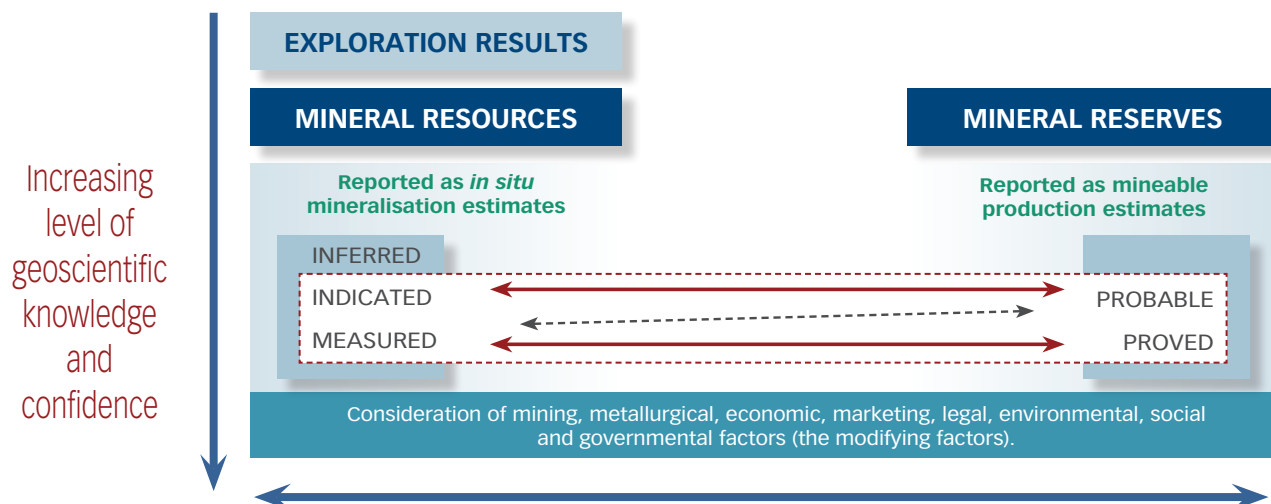 EXPLORATION RESULTS
MINERAL RESOURCES
MINERAL RESERVES
Increasing
level of
geoscientific
knowledge
and
confidence
Reported as in situ
mineralisation estimates
Reported as mineable
production estimates
INFERRED
INDICATED
MEASURED
PROBABLE
PROVED
Consideration of mining, metallurgical, economic, marketing, legal, environmental, social
and governmental factors (the modifying factors).